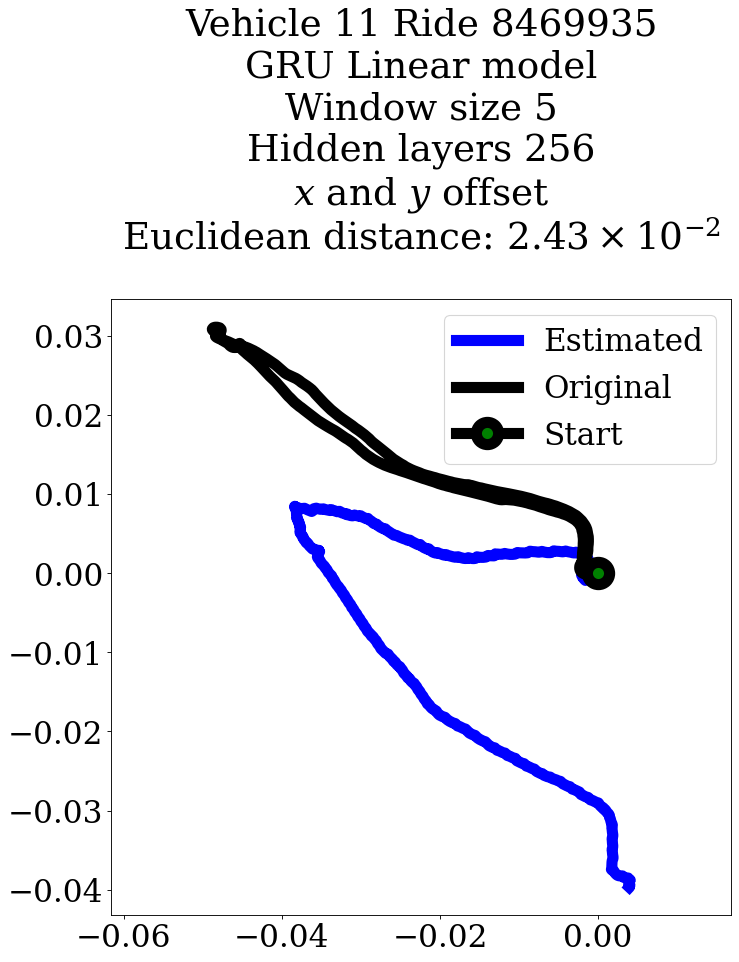 Vehicle 11 Ride 8469935
GRU Linear model
Window size 5
Hidden layers 256
x and y offset
Euclidean distance: 2.43 × 10⁻²
Estimated
Original
Start
0.03
0.02
0.01
0.00
−0.01
−0.02
−0.03
−0.04
−0.06 −0.04 −0.02 0.00